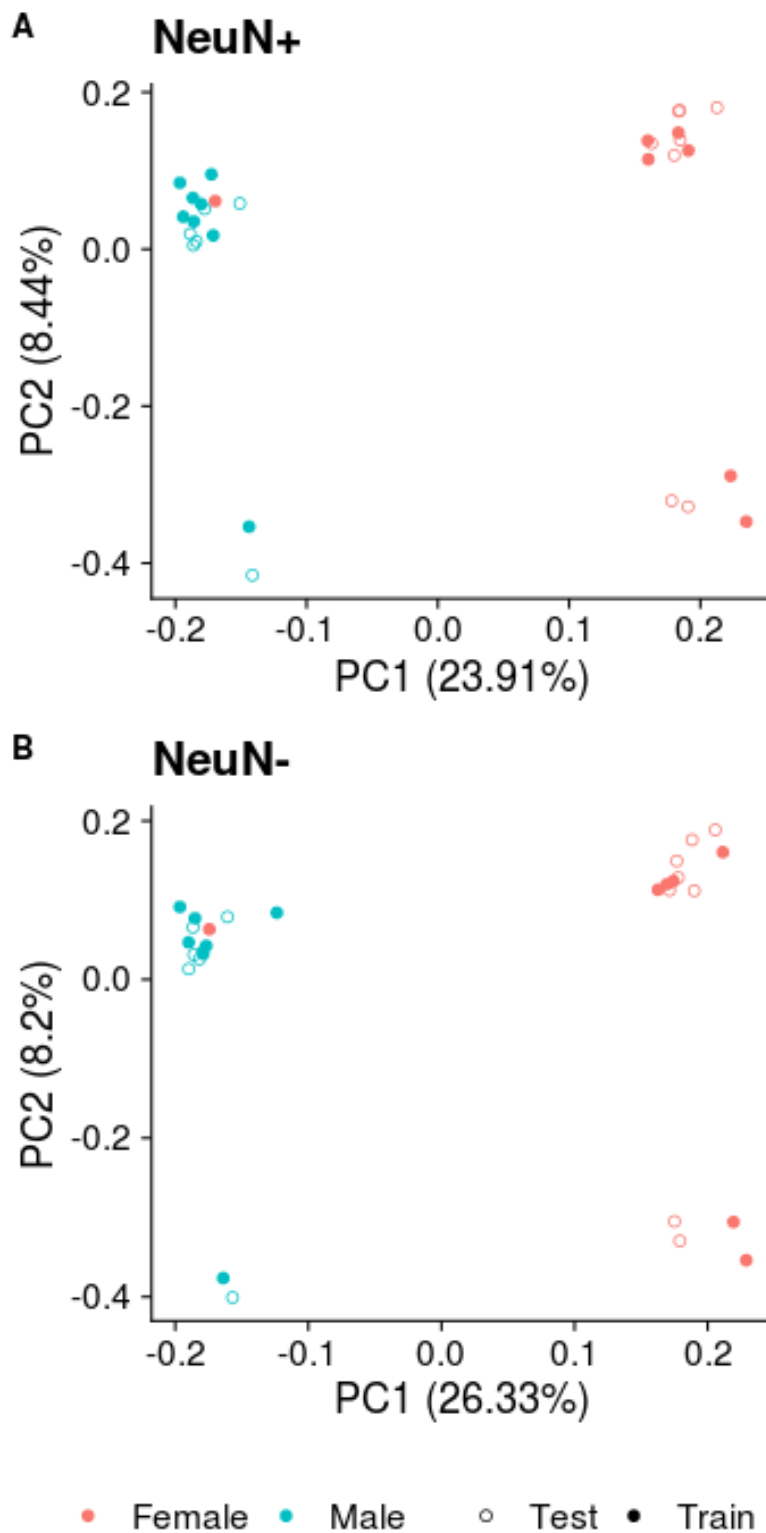 A
NeuN+
0.2
0.0
-0.2
-0.4
PC2 (8.44%)
-0.2 -0.1 0.0 0.1 0.2
PC1 (23.91%)
B
NeuN-
0.2
0.0
-0.2
-0.4
PC2 (8.2%)
-0.2 -0.1 0.0 0.1 0.2
PC1 (26.33%)
Female Male Test Train